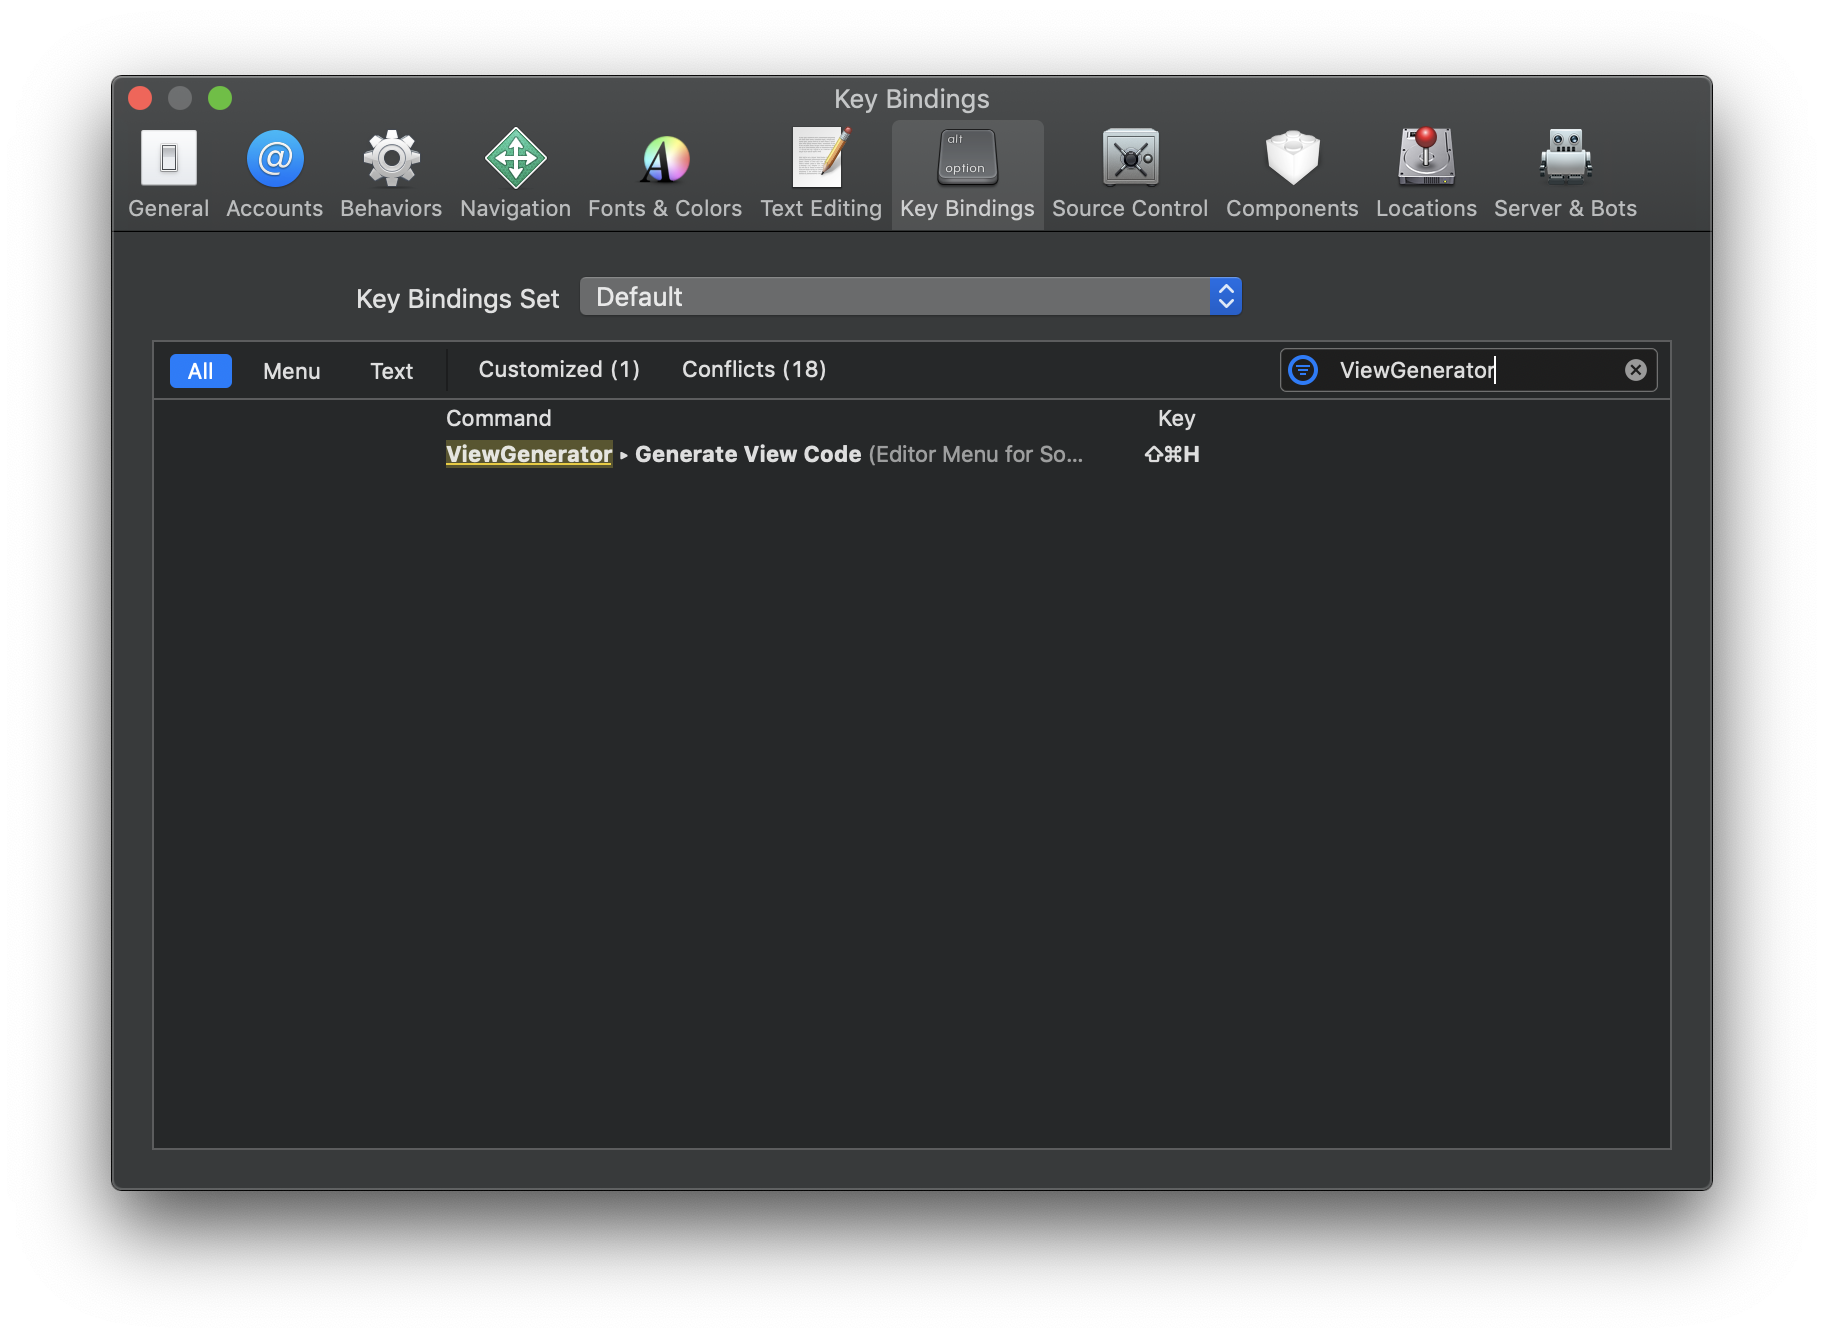 Key Bindings
alt
option
General Accounts Behaviors Navigation Fonts & Colors Text Editing Key Bindings Source Control Components Locations Server & Bots
Key Bindings Set Default
All Menu Text Customized (1) Conflicts (18) ViewGenerator
Command Key
ViewGenerator ▸ Generate View Code (Editor Menu for So... ⇧⌘H